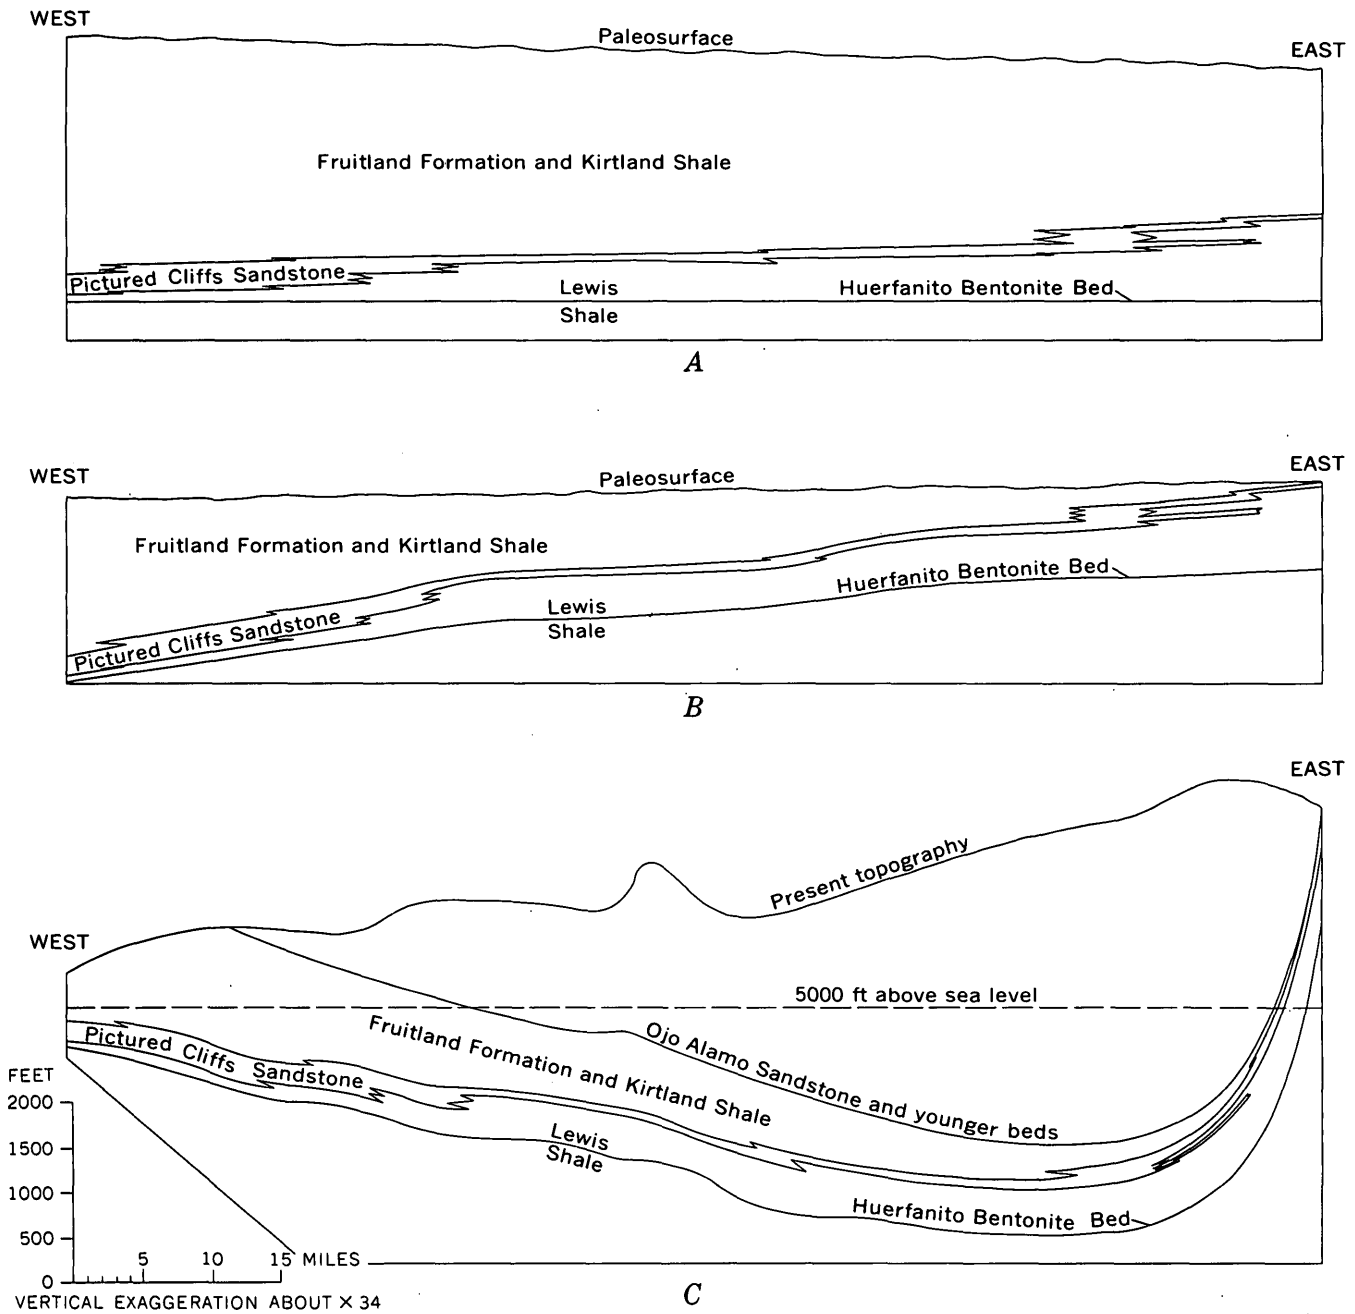 WEST
Paleosurface
EAST
Fruitland Formation and Kirtland Shale
Pictured Cliffs Sandstone
Lewis
Shale
Huerfanito Bentonite Bed
A
WEST
Paleosurface
EAST
Fruitland Formation and Kirtland Shale
Huerfanito Bentonite Bed
Lewis
Shale
Pictured Cliffs Sandstone
B
EAST
Present topography
WEST
5000 ft above sea level
Ojo Alamo Sandstone and younger beds
Fruitland Formation and Kirtland Shale
Pictured Cliffs Sandstone
Lewis
Shale
Huerfanito Bentonite Bed
FEET
2000
1500
1000
500
0
5 10 15 MILES
VERTICAL EXAGGERATION ABOUT X 34
C